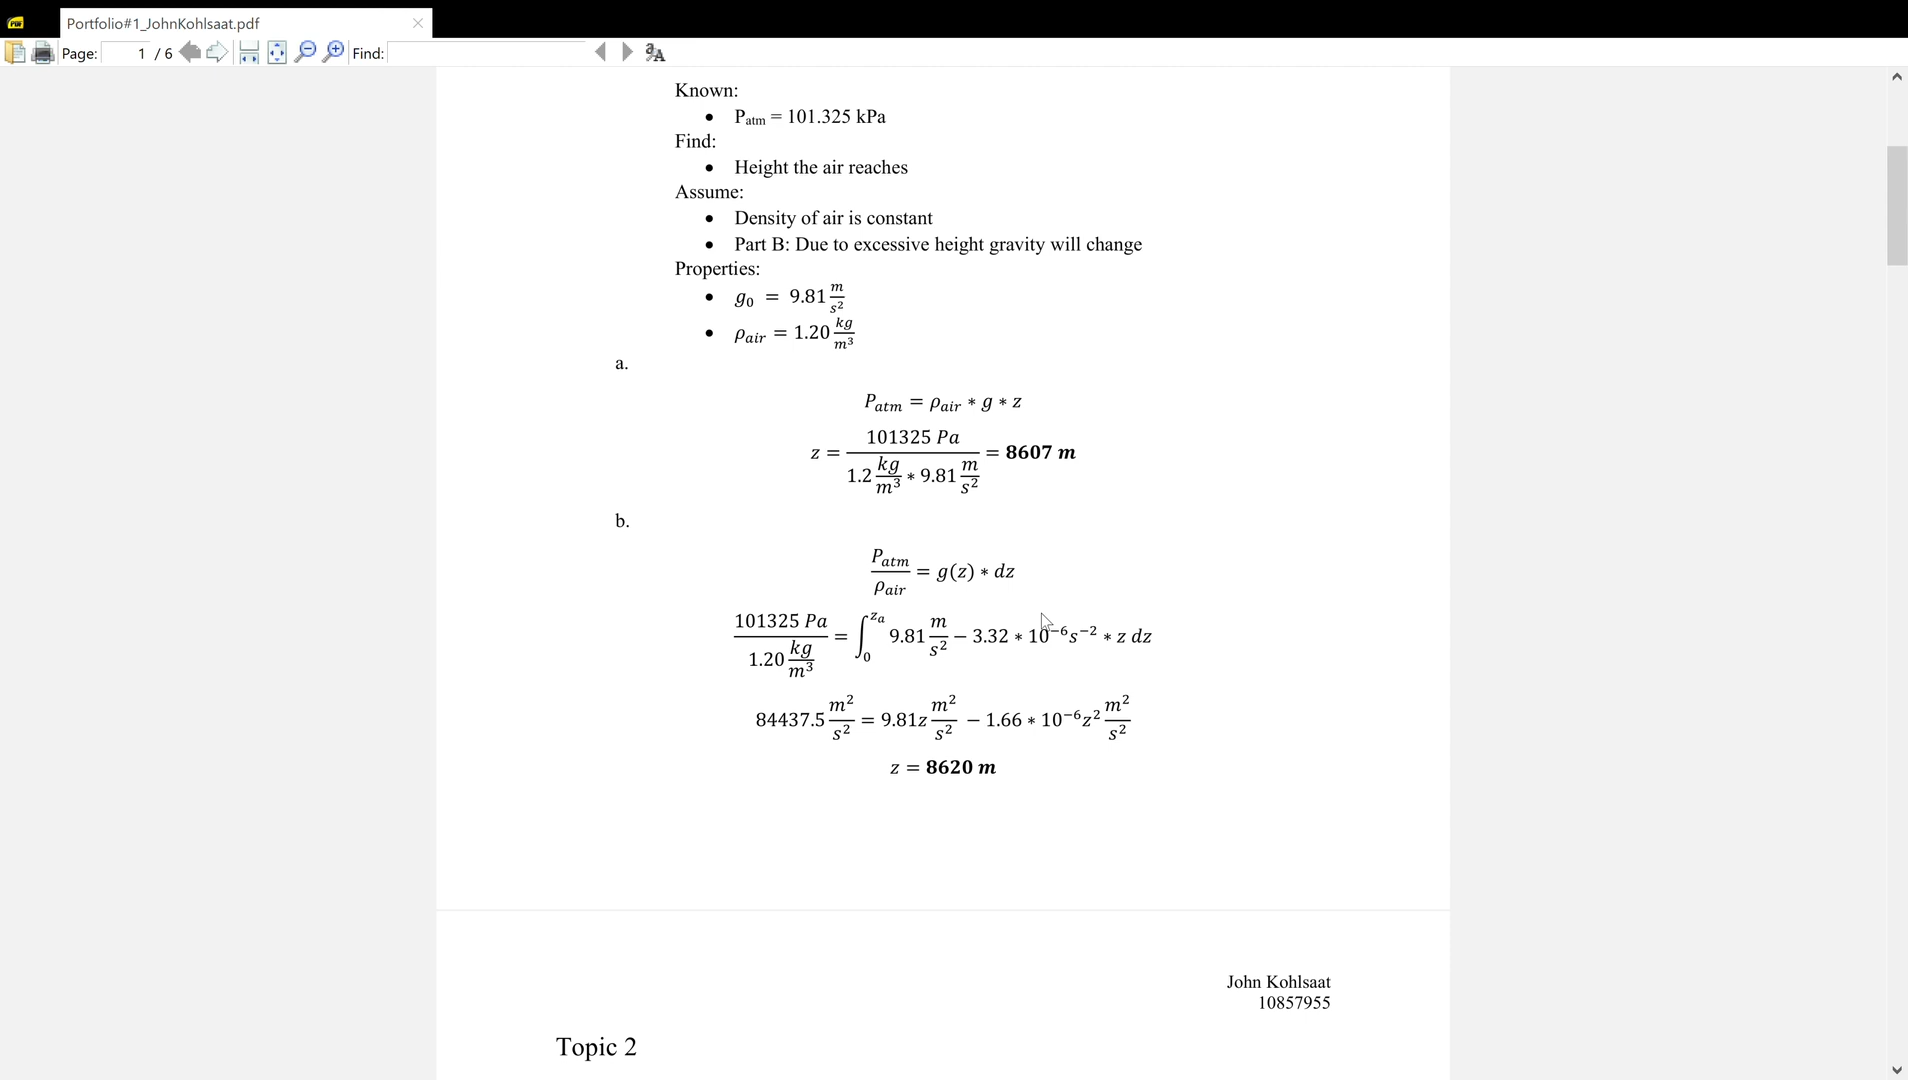 Portfolio#1_JohnKohlsaat.pdf
Page: 1 / 6 Find:
Known:
• Patm = 101.325 kPa
Find:
• Height the air reaches
Assume:
• Density of air is constant
• Part B: Due to excessive height gravity will change
Properties:
• g₀ = 9.81 m/s²
• ρair = 1.20 kg/m³
a.
Patm = ρair * g * z
z = 101325 Pa / (1.2 kg/m³ * 9.81 m/s²) = 8607 m
b.
Patm/ρair = g(z) * dz
101325 Pa / (1.20 kg/m³) = ∫₀^zₐ 9.81 m/s² − 3.32 * 10⁻⁶s⁻² * z dz
84437.5 m²/s² = 9.81z m²/s² − 1.66 * 10⁻⁶z² m²/s²
z = 8620 m
John Kohlsaat
10857955
Topic 2